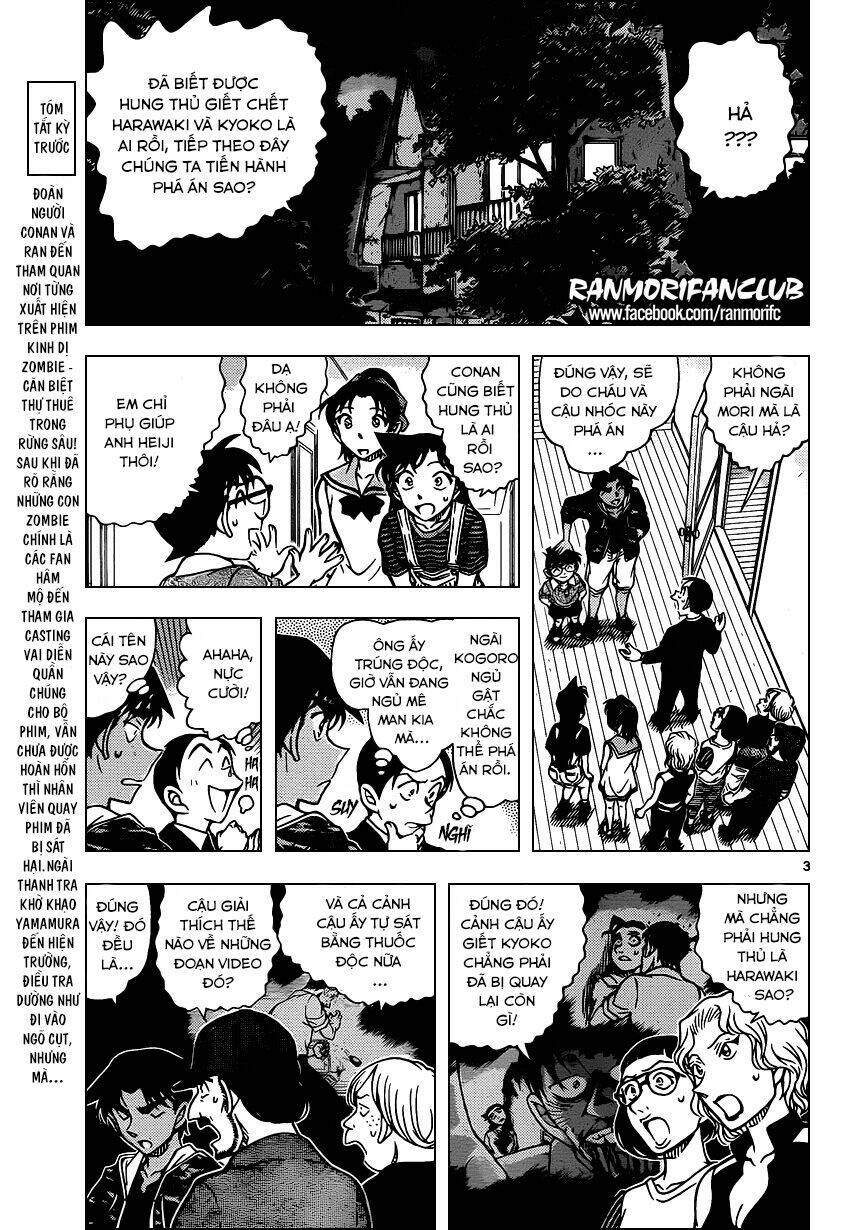 TÓM
TẮT KỲ
TRƯỚC
ĐOÀN
NGƯỜI
CONAN VÀ
RAN ĐẾN
THAM QUAN
NƠI TỪNG
XUẤT HIỆN
TRÊN PHIM
KINH DỊ
ZOMBIE -
CĂN BIỆT
THỰ THUÊ
TRONG
RỪNG SÂU!
SAU KHI ĐÃ
RÕ RẰNG
NHỮNG CON
ZOMBIE
CHÍNH LÀ
CÁC FAN
HÂM
MỘ ĐẾN
THAM GIA
CASTING
VAI DIỄN
QUẦN
CHÚNG
CHO BỘ
PHIM, VẪN
CHƯA ĐƯỢC
HOÀN HỒN
THÌ NHÂN
VIÊN QUAY
PHIM ĐÃ
BỊ SÁT
HẠI.NGÀI
THANH TRA
KHỜ KHẠO
YAMAMURA
ĐẾN HIỆN
TRƯỜNG,
ĐIỀU TRA
DƯỜNG NHƯ
ĐI VÀO
NGÕ CỤT,
NHƯNG
MÀ...
HẢ
???
ĐÃ BIẾT ĐƯỢC
HUNG THỦ GIẾT CHẾT
HARAWAKI VÀ KYOKO LÀ
AI RỒI, TIẾP THEO ĐÂY
CHÚNG TA TIẾN HÀNH
PHÁ ÁN SAO?
RANMORIFANCLUB
www.facebook.com/ranmorifc
KHÔNG
PHẢI NGÀI
MORI MÀ LÀ
CẬU HẢ?
ĐÚNG VẬY, SẼ
DO CHÁU VÀ
CẬU NHÓC NÀY
PHÁ ÁN
...
CONAN
CŨNG BIẾT
HUNG THỦ
LÀ AI
RỒI SAO?
DẠ
KHÔNG
PHẢI
ĐÂU Ạ!
EM CHỈ
PHỤ GIÚP
ANH HEIJI
THÔI!
NGÀI
KOGORO
NGỦ
GẬT
CHẮC
KHÔNG
THỂ PHÁ
ÁN RỒI.
ÔNG ẤY
TRÚNG ĐỘC,
GIỜ VẪN ĐANG
NGỦ MÊ
MAN KIA
MÀ...
SUY
NGHĨ
AHAHA,
NỰC
CƯỜI!
HA
HA
HA
CÁI TÊN
NÀY SAO
VẬY?
3
NHƯNG
MÀ CHẲNG
PHẢI HUNG
THỦ LÀ
HARAWAKI
SAO?
ĐÚNG ĐÓ!
CẢNH CẬU ẤY
GIẾT KYOKO
CHẲNG PHẢI
ĐÃ BỊ QUAY
LẠI CÒN
GÌ!
VÀ CẢ CẢNH
CẬU ẤY TỰ SÁT
BẰNG THUỐC
ĐỘC NỮA
...
CẬU GIẢI
THÍCH THẾ
NÀO VỀ NHỮNG
ĐOẠN VIDEO
ĐÓ?
ĐÚNG
VẬY! ĐÓ
ĐỀU
LÀ...